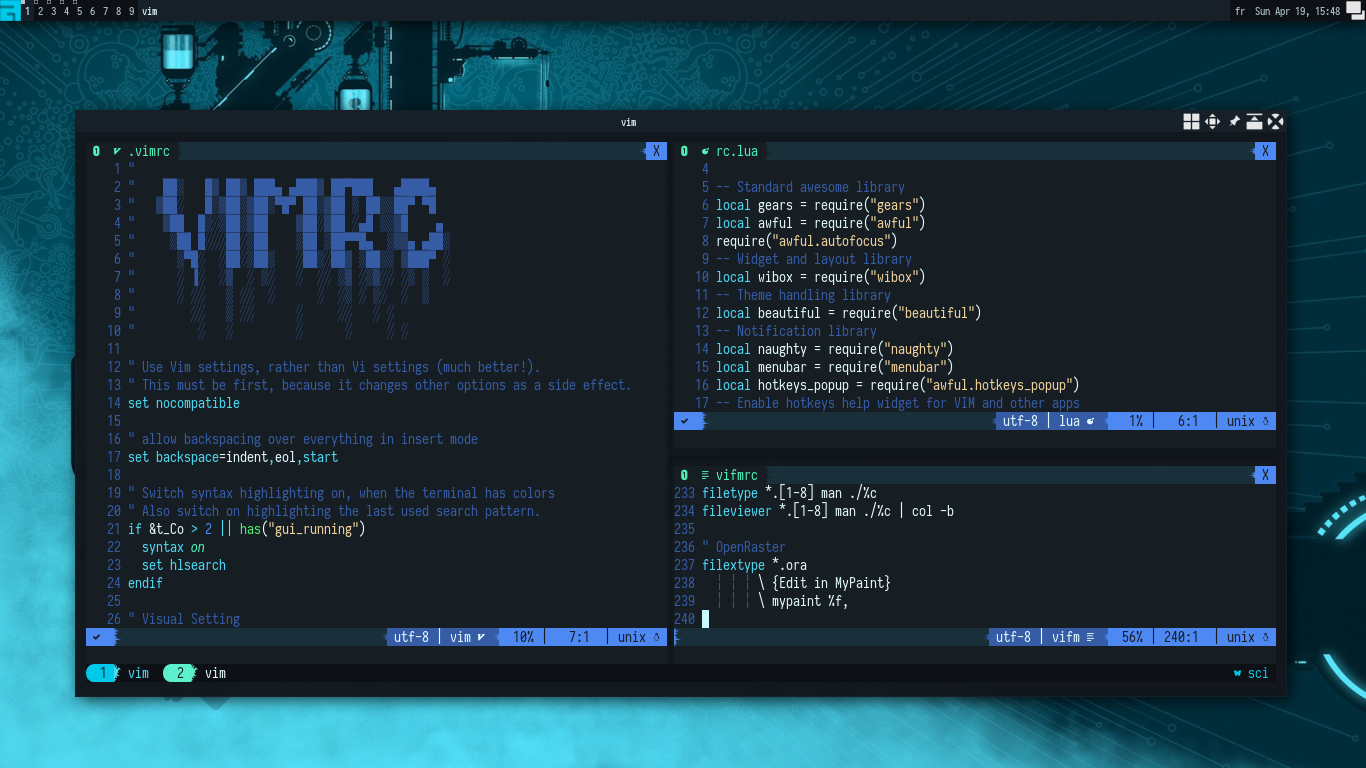 1 2 3 4 5 6 7 8 9 vim
fr Sun Apr 19, 15:48
vim
0 .vimrc X
1 "
2 "
3 "
4 "
5 "
6 "
7 "
8 "
9 "
10 "
VIMRC
11
12 " Use Vim settings, rather than Vi settings (much better!).
13 " This must be first, because it changes other options as a side effect.
14 set nocompatible
15
16 " allow backspacing over everything in insert mode
17 set backspace=indent,eol,start
18
19 " Switch syntax highlighting on, when the terminal has colors
20 " Also switch on highlighting the last used search pattern.
21 if &t_Co > 2 || has("gui_running")
22   syntax on
23   set hlsearch
24 endif
25
26 " Visual Setting
✓ utf-8 | vim 10% 7:1 unix
0 rc.lua X
4
5 -- Standard awesome library
6 local gears = require("gears")
7 local awful = require("awful")
8 require("awful.autofocus")
9 -- Widget and layout library
10 local wibox = require("wibox")
11 -- Theme handling library
12 local beautiful = require("beautiful")
13 -- Notification library
14 local naughty = require("naughty")
15 local menubar = require("menubar")
16 local hotkeys_popup = require("awful.hotkeys_popup")
17 -- Enable hotkeys help widget for VIM and other apps
✓ utf-8 | lua 1% 6:1 unix
0 vifmrc X
233 filetype *.[1-8] man ./%c
234 fileviewer *.[1-8] man ./%c | col -b
235
236 " OpenRaster
237 filextype *.ora
238 ¦ ¦ ¦ \ {Edit in MyPaint}
239 ¦ ¦ ¦ \ mypaint %f,
240
utf-8 | vifm 56% 240:1 unix
1 vim 2 vim
sci